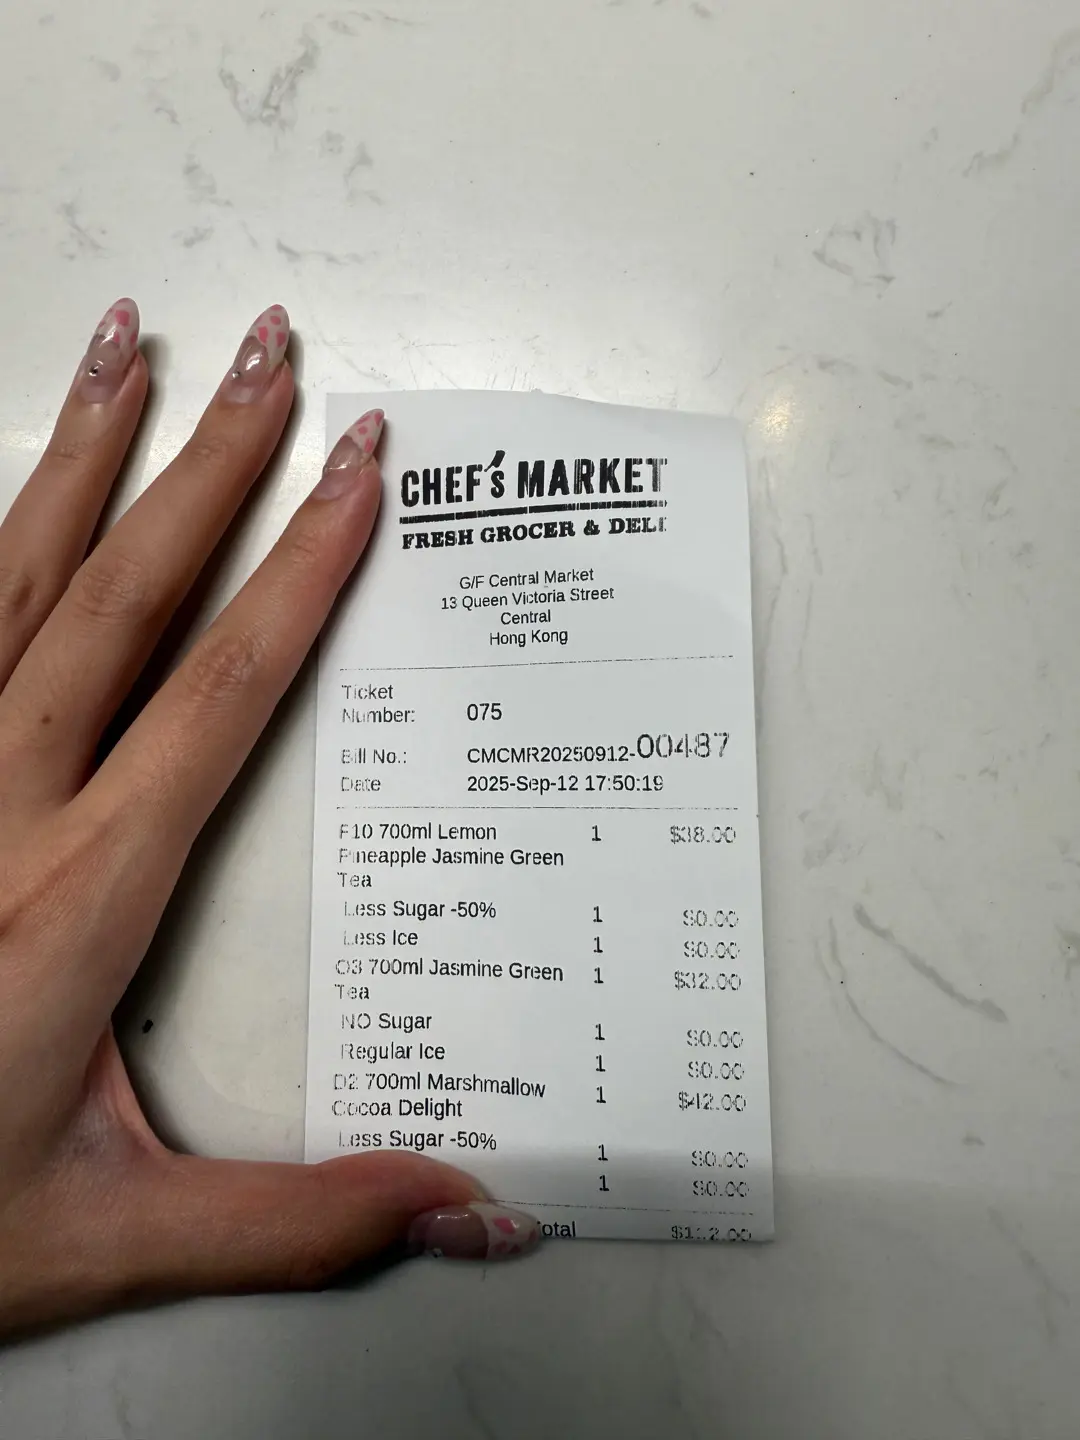 CHEF's MARKET
FRESH GROCER & DELI
G/F Central Market
13 Queen Victoria Street
Central
Hong Kong
Ticket
Number: 075
Bill No.: CMCMR20250912-00487
Date 2025-Sep-12 17:50:19
F10 700ml Lemon 1 $38.00
Pineapple Jasmine Green
Tea
Less Sugar -50% 1 $0.00
Less Ice 1 $0.00
O3 700ml Jasmine Green 1 $32.00
Tea
NO Sugar 1 $0.00
Regular Ice 1 $0.00
D2 700ml Marshmallow 1 $42.00
Cocoa Delight
Less Sugar -50% 1 $0.00
1 $0.00
otal $112.00